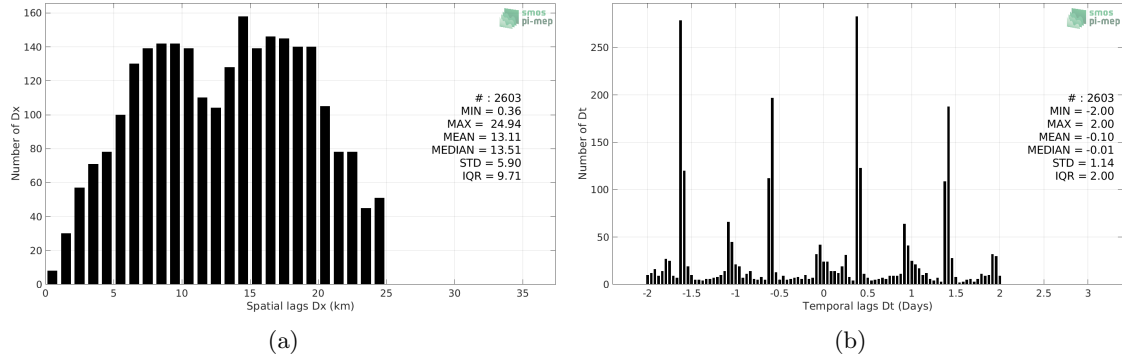 160
140
120
100
80
60
40
20
0
Number of Dx
0 5 10 15 20 25 30 35
Spatial lags Dx (km)
smos
pi-mep
# : 2603
MIN = 0.36
MAX = 24.94
MEAN = 13.11
MEDIAN = 13.51
STD = 5.90
IQR = 9.71
(a)
250
200
150
100
50
0
Number of Dt
-2 -1.5 -1 -0.5 0 0.5 1 1.5 2 2.5 3
Temporal lags Dt (Days)
smos
pi-mep
# : 2603
MIN = -2.00
MAX = 2.00
MEAN = -0.10
MEDIAN = -0.01
STD = 1.14
IQR = 2.00
(b)